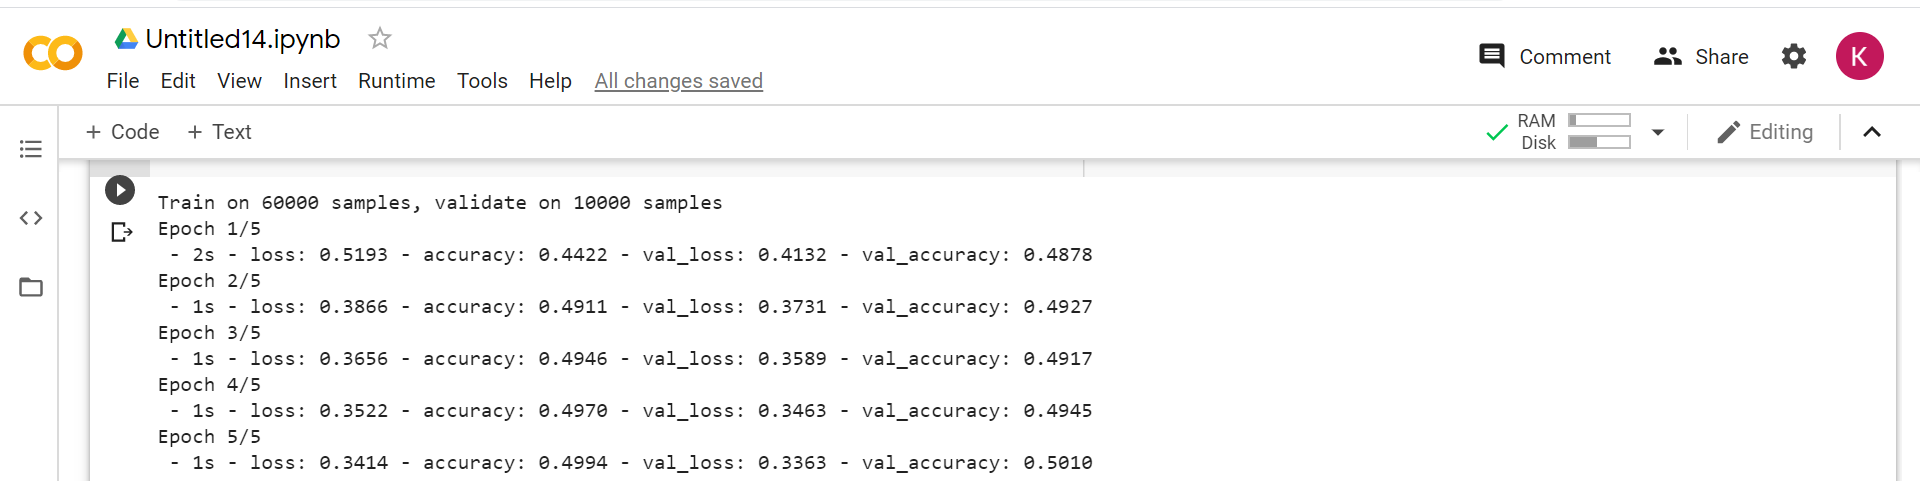 Untitled14.ipynb
File Edit View Insert Runtime Tools Help All changes saved
Comment Share K
+ Code + Text
RAM
Disk
Editing
Train on 60000 samples, validate on 10000 samples
Epoch 1/5
- 2s - loss: 0.5193 - accuracy: 0.4422 - val_loss: 0.4132 - val_accuracy: 0.4878
Epoch 2/5
- 1s - loss: 0.3866 - accuracy: 0.4911 - val_loss: 0.3731 - val_accuracy: 0.4927
Epoch 3/5
- 1s - loss: 0.3656 - accuracy: 0.4946 - val_loss: 0.3589 - val_accuracy: 0.4917
Epoch 4/5
- 1s - loss: 0.3522 - accuracy: 0.4970 - val_loss: 0.3463 - val_accuracy: 0.4945
Epoch 5/5
- 1s - loss: 0.3414 - accuracy: 0.4994 - val_loss: 0.3363 - val_accuracy: 0.5010